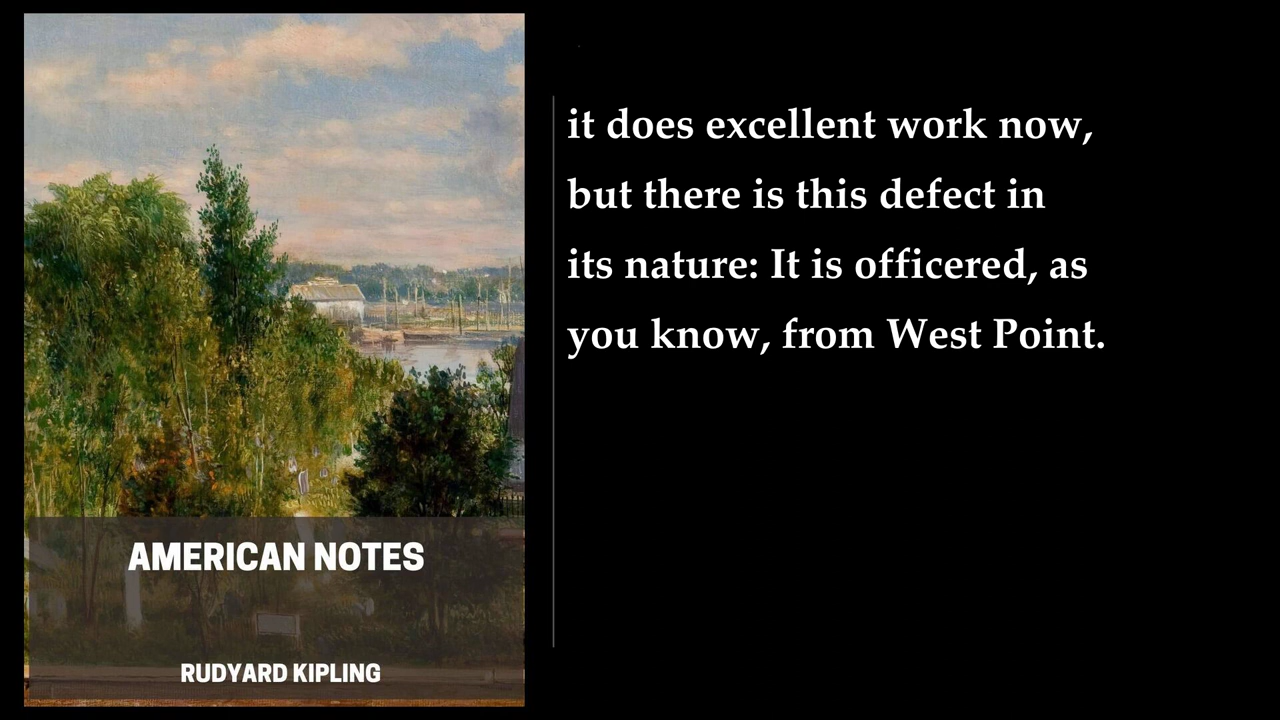 AMERICAN NOTES
RUDYARD KIPLING
it does excellent work now,
but there is this defect in
its nature: It is officered, as
you know, from West Point.